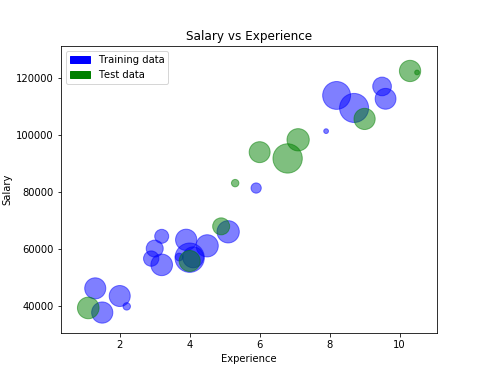 Salary vs Experience
Training data
Test data
120000
100000
80000
60000
40000
Salary
2
4
6
8
10
Experience